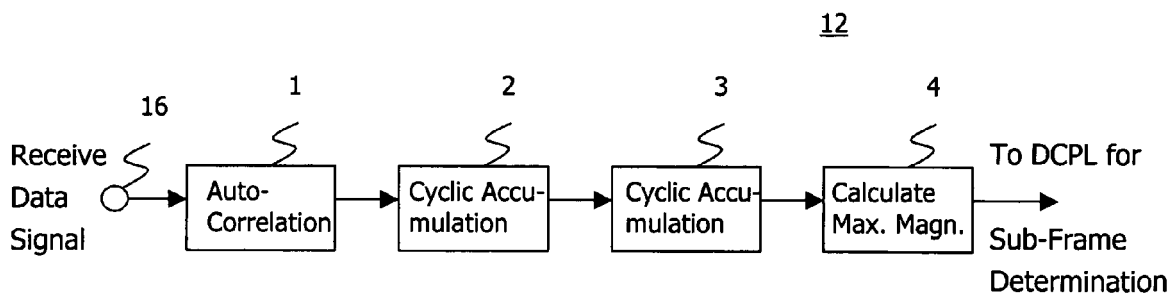 12
16
1
2
3
4
Receive
Data
Signal
Auto-
Correlation
Cyclic Accu-
mulation
Cyclic Accu-
mulation
Calculate
Max. Magn.
To DCPL for
Sub-Frame
Determination